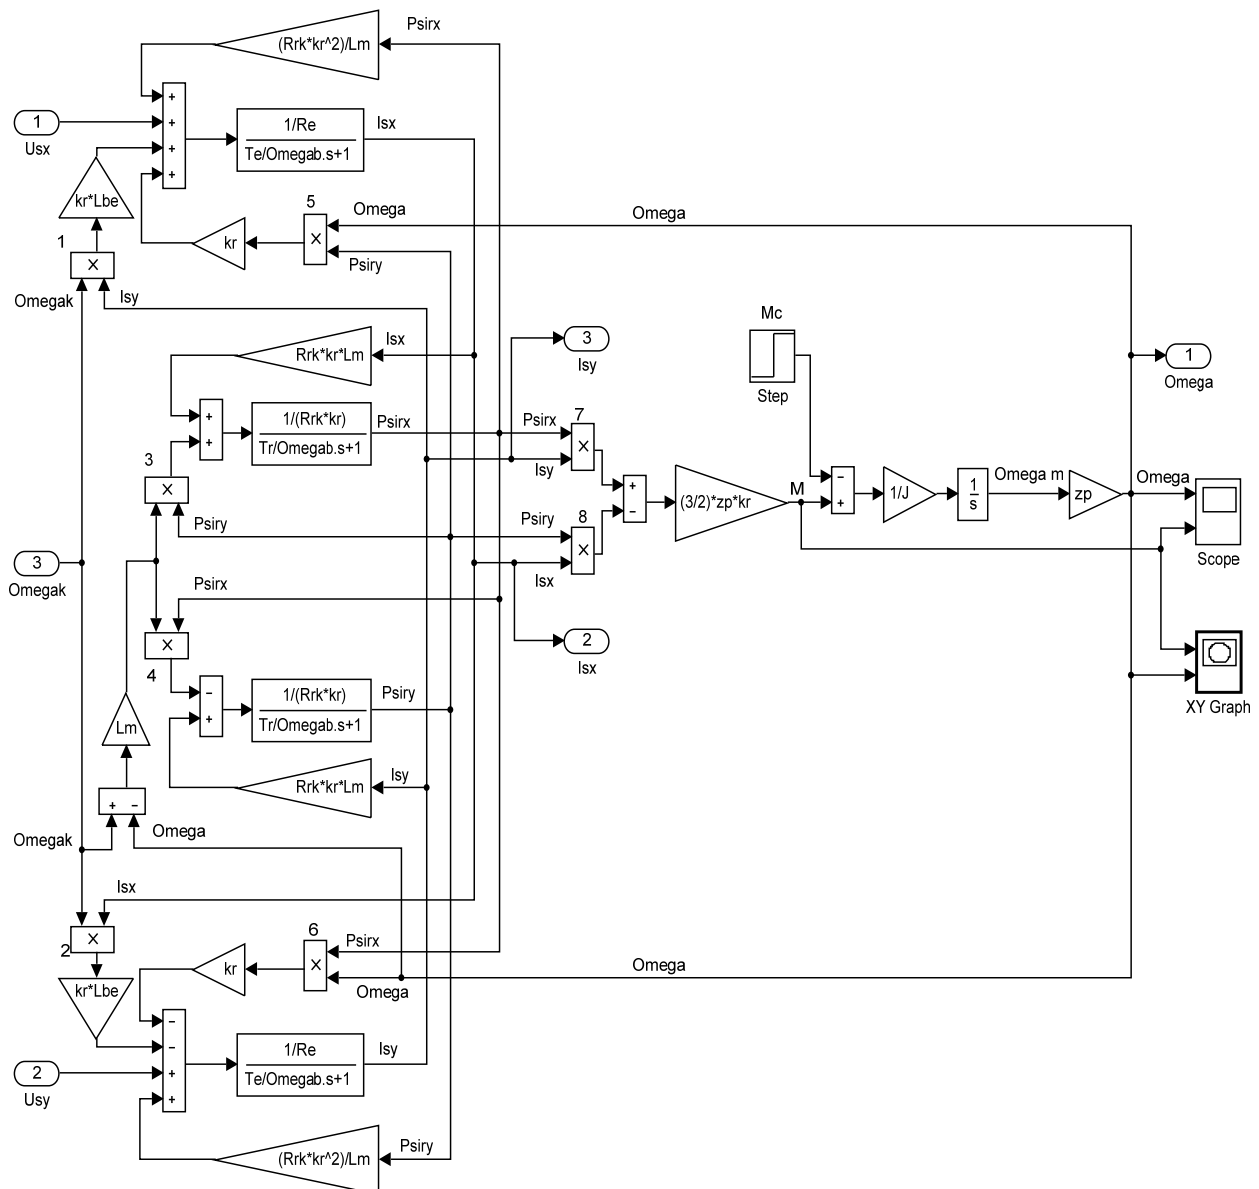 Psirx
(Rrk*kr^2)/Lm
+
1
+
1/Re
Isx
Usx
+
Te/Omegab.s+1
+
kr*Lbe
5
Omega
Omega
1
kr
X
X
Psiry
Omegak
Isy
Mc
3
Isx
Rrk*kr*Lm
Isy
1
Omega
Step
7
+
1/(Rrk*kr)
Psirx
Psirx
+
Tr/Omegab.s+1
X
3
Isy
X
M
-
+
1/J
1
s
Omega m
zp
Omega
+
-
(3/2)*zp*kr
Psiry
Psiry
8
X
3
Omegak
Isx
Scope
Psirx
X
4
2
Isx
-
+
1/(Rrk*kr)
Tr/Omegab.s+1
Psiry
XY Graph
Lm
Rrk*kr*Lm
Isy
+ -
Omegak
Omega
Isx
X
2
6
Psirx
kr
X
Omega
Omega
kr*Lbe
-
-
1/Re
Isy
2
+
Te/Omegab.s+1
Usy
+
Psiry
(Rrk*kr^2)/Lm